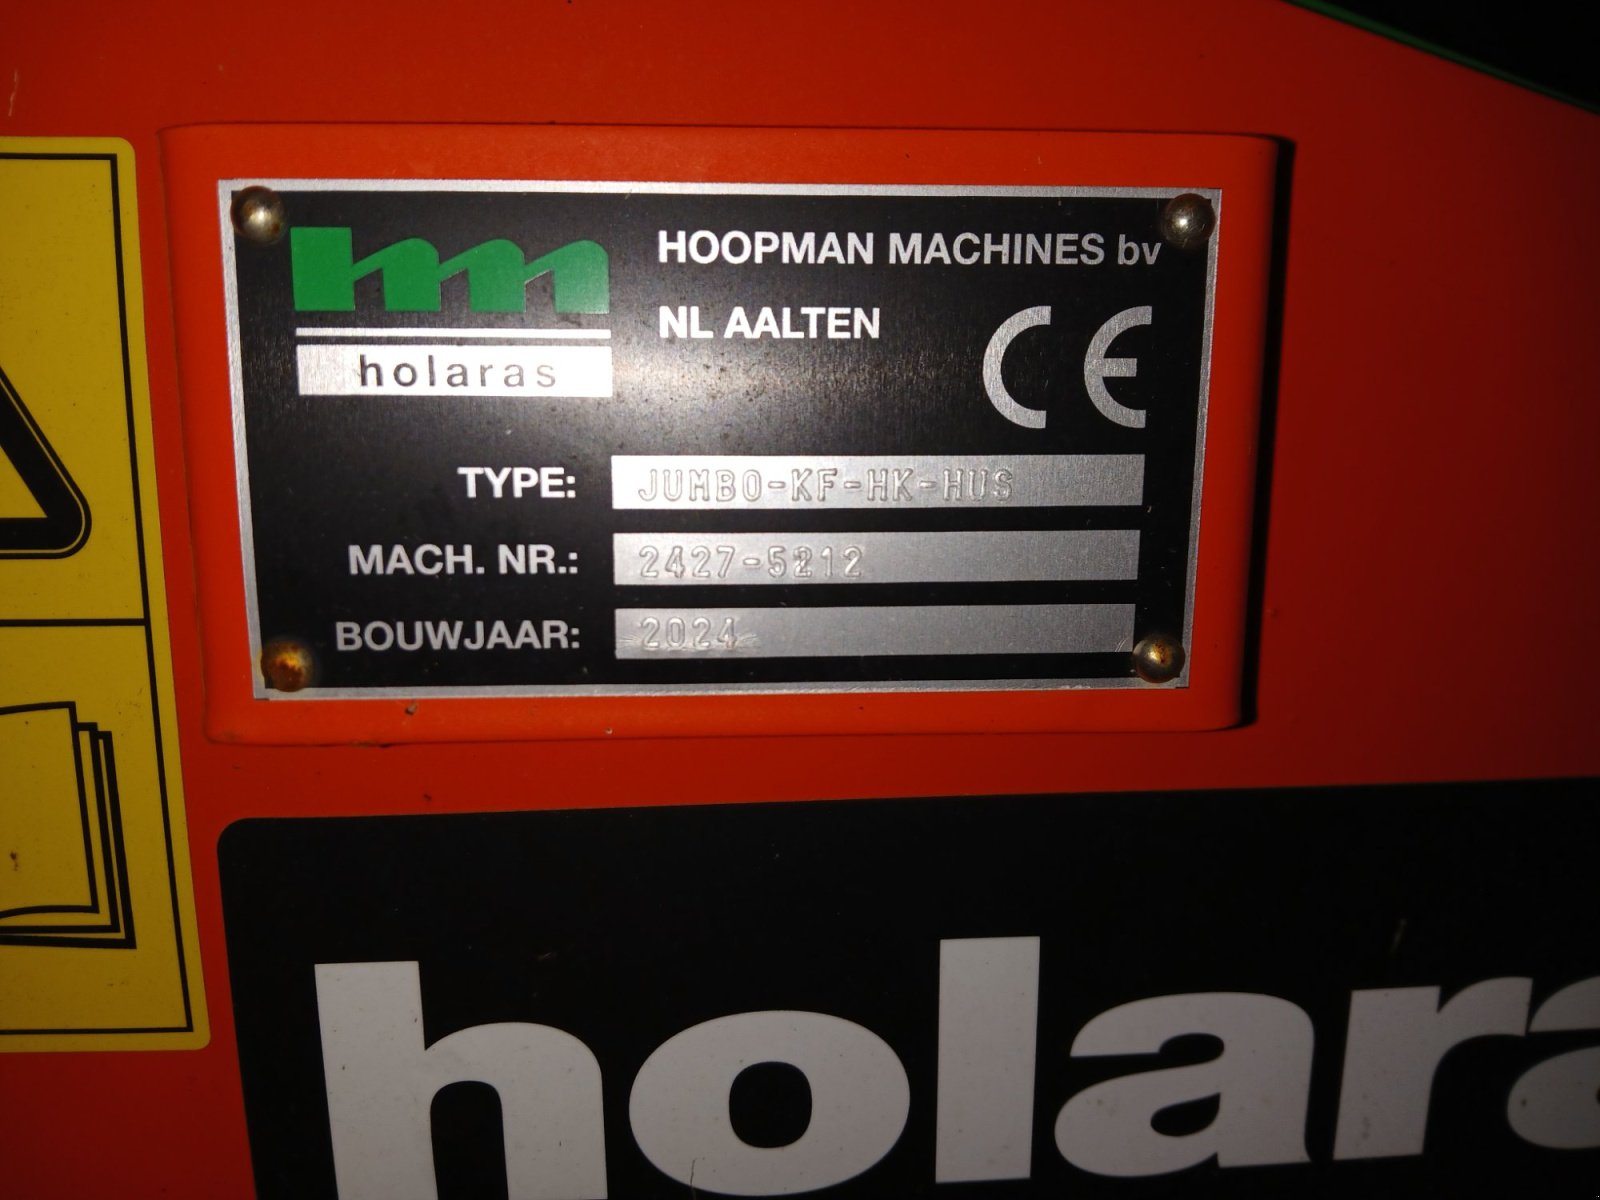 hm
holaras
HOOPMAN MACHINES bv
NL AALTEN
CE
TYPE: JUMBO-KF-HK-HUS
MACH. NR.: 2427-5212
BOUWJAAR: 2024
holara